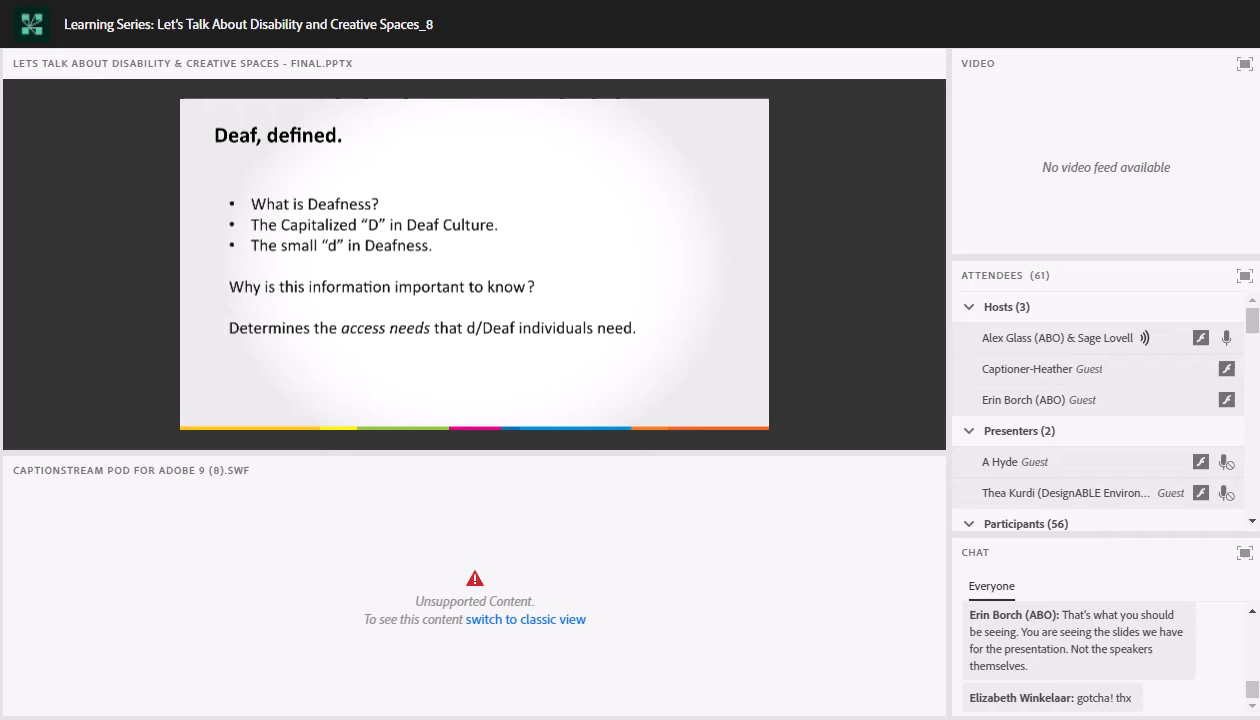 Learning Series: Let's Talk About Disability and Creative Spaces_8
LETS TALK ABOUT DISABILITY & CREATIVE SPACES - FINAL.PPTX
Deaf, defined.
• What is Deafness?
• The Capitalized “D” in Deaf Culture.
• The small “d” in Deafness.
Why is this information important to know?
Determines the access needs that d/Deaf individuals need.
CAPTIONSTREAM POD FOR ADOBE 9 (8).SWF
Unsupported Content.
To see this content switch to classic view
VIDEO
No video feed available
ATTENDEES (61)
Hosts (3)
Alex Glass (ABO) & Sage Lovell
Captioner-Heather Guest
Erin Borch (ABO) Guest
Presenters (2)
A Hyde Guest
Thea Kurdi (DesignABLE Environ... Guest
Participants (56)
CHAT
Everyone
Erin Borch (ABO): That's what you should
be seeing. You are seeing the slides we have
for the presentation. Not the speakers
themselves.
Elizabeth Winkelaar: gotcha! thx